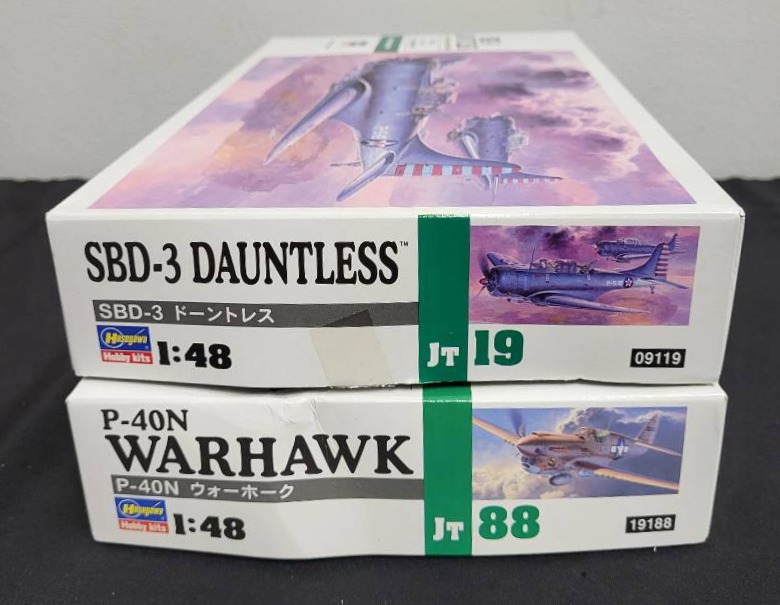 SBD-3 DAUNTLESS™
SBD-3 ドーントレス
Hasegawa
Hobby kits
1:48
JT 19
09119
P-40N
WARHAWK
P-40N ウォーホーク
Hasegawa
Hobby kits
1:48
JT 88
19188